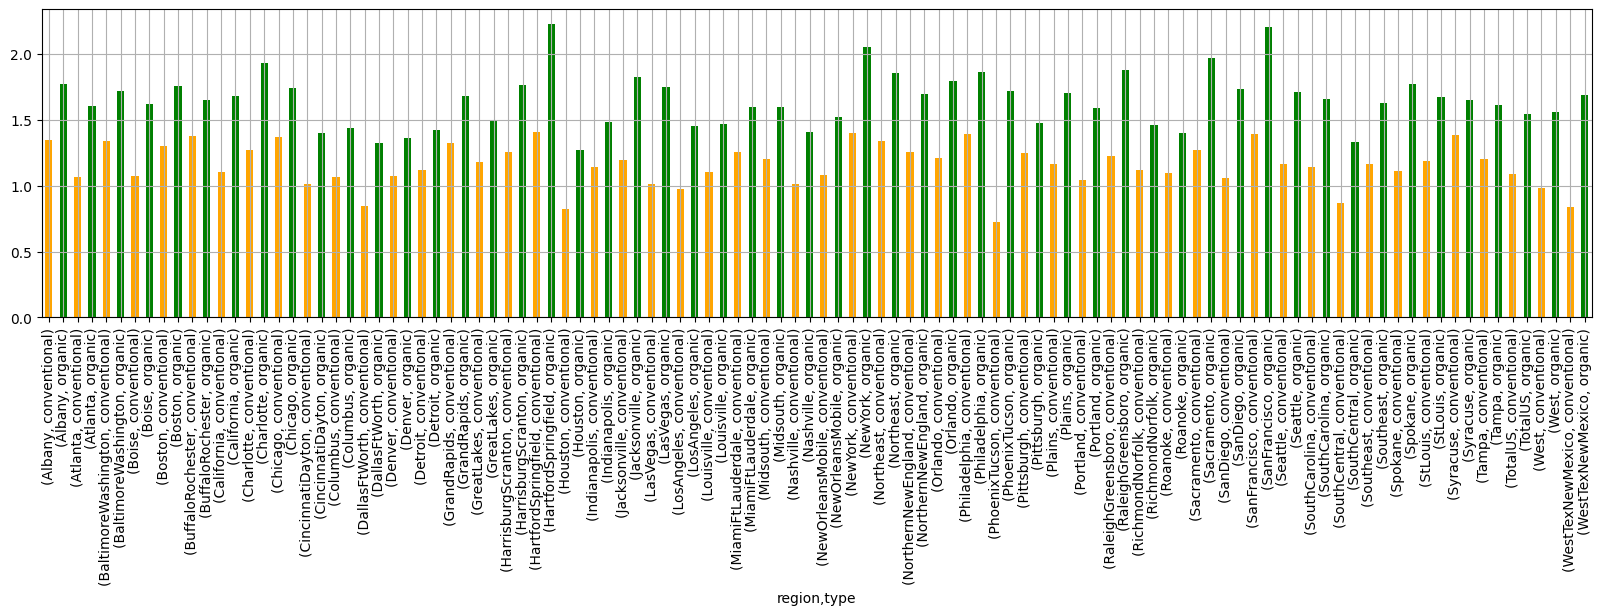 2.0
1.5
1.0
0.5
0.0
(Albany, conventional)
(Albany, organic)
(Atlanta, conventional)
(Atlanta, organic)
(BaltimoreWashington, conventional)
(BaltimoreWashington, organic)
(Boise, conventional)
(Boise, organic)
(Boston, conventional)
(Boston, organic)
(BuffaloRochester, conventional)
(BuffaloRochester, organic)
(California, conventional)
(California, organic)
(Charlotte, conventional)
(Charlotte, organic)
(Chicago, conventional)
(Chicago, organic)
(CincinnatiDayton, conventional)
(CincinnatiDayton, organic)
(Columbus, conventional)
(Columbus, organic)
(DallasFtWorth, conventional)
(DallasFtWorth, organic)
(Denver, conventional)
(Denver, organic)
(Detroit, conventional)
(Detroit, organic)
(GrandRapids, conventional)
(GrandRapids, organic)
(GreatLakes, conventional)
(GreatLakes, organic)
(HarrisburgScranton, conventional)
(HarrisburgScranton, organic)
(HartfordSpringfield, conventional)
(HartfordSpringfield, organic)
(Houston, conventional)
(Houston, organic)
(Indianapolis, conventional)
(Indianapolis, organic)
(Jacksonville, conventional)
(Jacksonville, organic)
(LasVegas, conventional)
(LasVegas, organic)
(LosAngeles, conventional)
(LosAngeles, organic)
(Louisville, conventional)
(Louisville, organic)
(MiamiFtLauderdale, conventional)
(MiamiFtLauderdale, organic)
(Midsouth, conventional)
(Midsouth, organic)
(Nashville, conventional)
(Nashville, organic)
(NewOrleansMobile, conventional)
(NewOrleansMobile, organic)
(NewYork, conventional)
(NewYork, organic)
(Northeast, conventional)
(Northeast, organic)
(NorthernNewEngland, conventional)
(NorthernNewEngland, organic)
(Orlando, conventional)
(Orlando, organic)
(Philadelphia, conventional)
(Philadelphia, organic)
(PhoenixTucson, conventional)
(PhoenixTucson, organic)
(Pittsburgh, conventional)
(Pittsburgh, organic)
(Plains, conventional)
(Plains, organic)
(Portland, conventional)
(Portland, organic)
(RaleighGreensboro, conventional)
(RaleighGreensboro, organic)
(RichmondNorfolk, conventional)
(RichmondNorfolk, organic)
(Roanoke, conventional)
(Roanoke, organic)
(Sacramento, conventional)
(Sacramento, organic)
(SanDiego, conventional)
(SanDiego, organic)
(SanFrancisco, conventional)
(SanFrancisco, organic)
(Seattle, conventional)
(Seattle, organic)
(SouthCarolina, conventional)
(SouthCarolina, organic)
(SouthCentral, conventional)
(SouthCentral, organic)
(Southeast, conventional)
(Southeast, organic)
(Spokane, conventional)
(Spokane, organic)
(StLouis, conventional)
(StLouis, organic)
(Syracuse, conventional)
(Syracuse, organic)
(Tampa, conventional)
(Tampa, organic)
(TotalUS, conventional)
(TotalUS, organic)
(West, conventional)
(West, organic)
(WestTexNewMexico, conventional)
(WestTexNewMexico, organic)
region,type